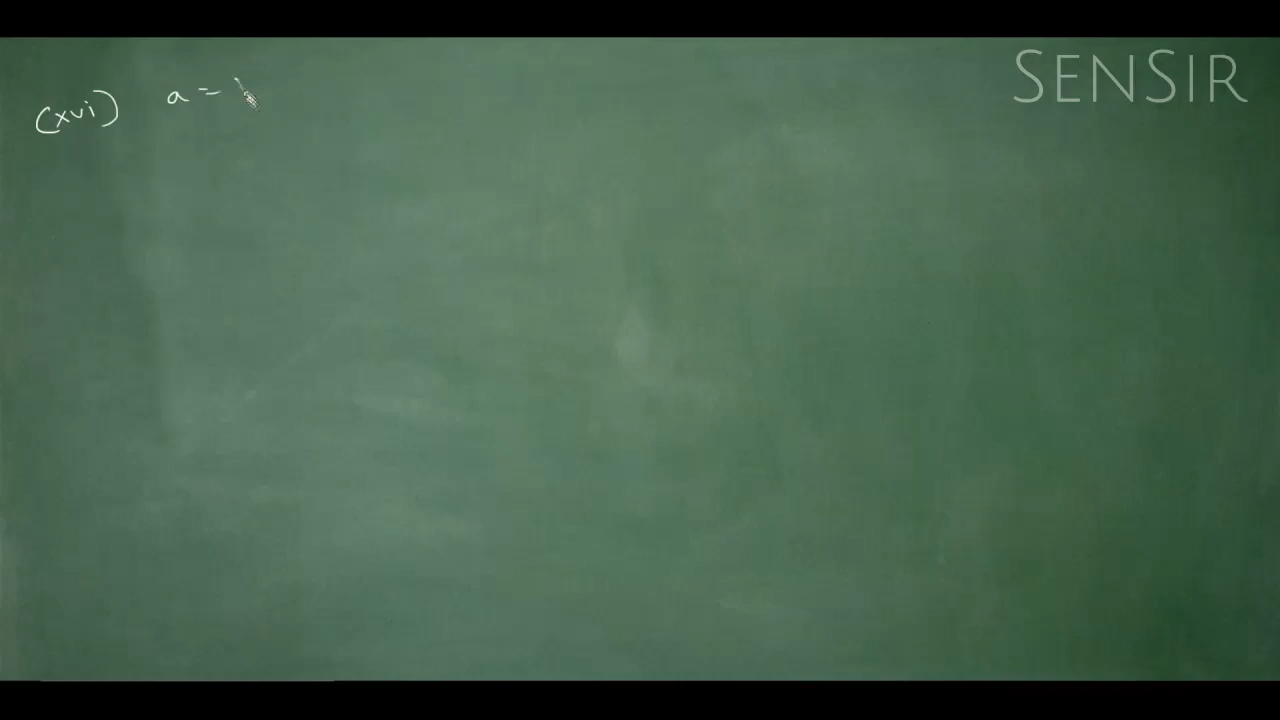 SENSIR
(xvi) a =